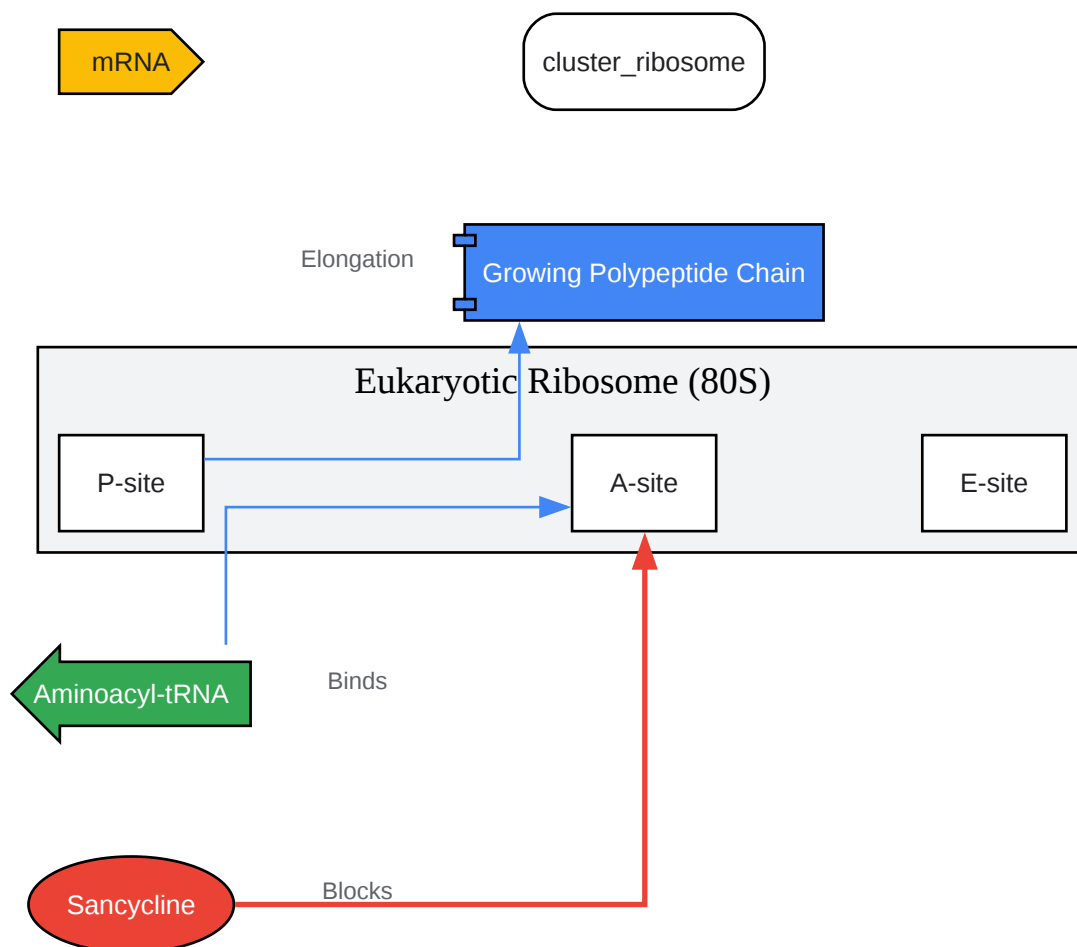 mRNA
cluster_ribosome
Elongation
Growing Polypeptide Chain
Eukaryotic Ribosome (80S)
P-site
A-site
E-site
Aminoacyl-tRNA
Binds
Sancycline
Blocks